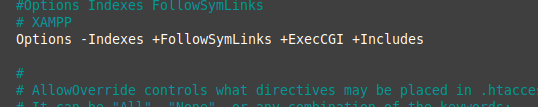 #Options Indexes FollowSymLinks
# XAMPP
Options -Indexes +FollowSymLinks +ExecCGI +Includes
#
# AllowOverride controls what directives may be placed in .htacce
# It can be "All", "None", or any combination of the keywords: